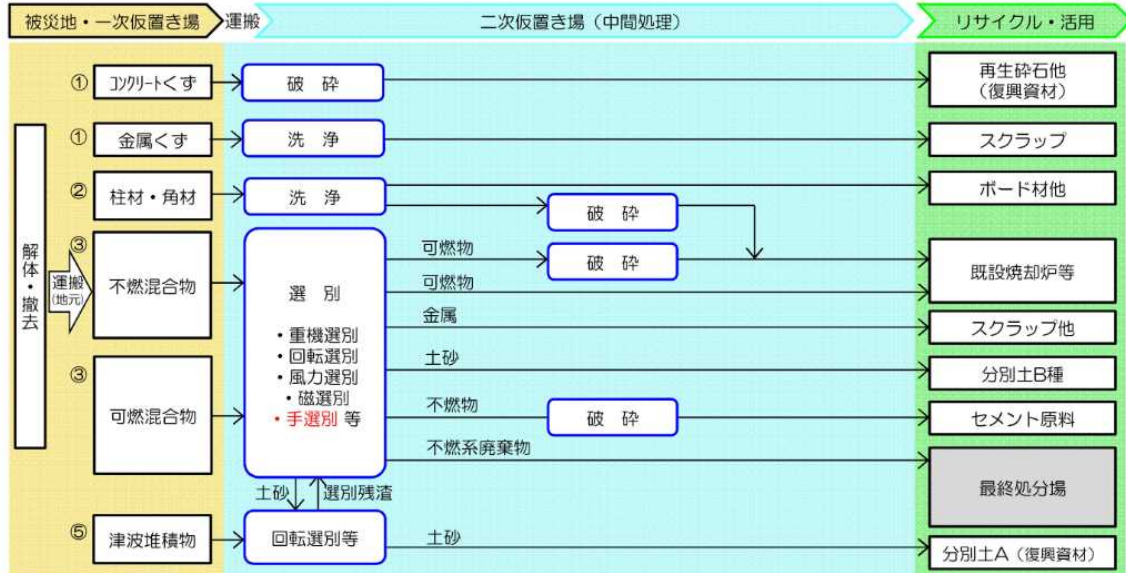 被災地・一次仮置き場
運搬
二次仮置き場（中間処理）
リサイクル・活用
①
コンクリートくず
破 砕
再生砕石他
（復興資材）
①
金属くず
洗 浄
スクラップ
②
柱材・角材
洗 浄
ボード材他
破 砕
解体・撤去
運搬
(地元)
③
不燃混合物
選 別
・重機選別
・回転選別
・風力選別
・磁選別
・手選別 等
可燃物
破 砕
可燃物
既設焼却炉等
金属
スクラップ他
③
可燃混合物
土砂
分別土B種
不燃物
破 砕
セメント原料
不燃系廃棄物
最終処分場
土砂
選別残渣
⑤
津波堆積物
回転選別等
土砂
分別土A（復興資材）